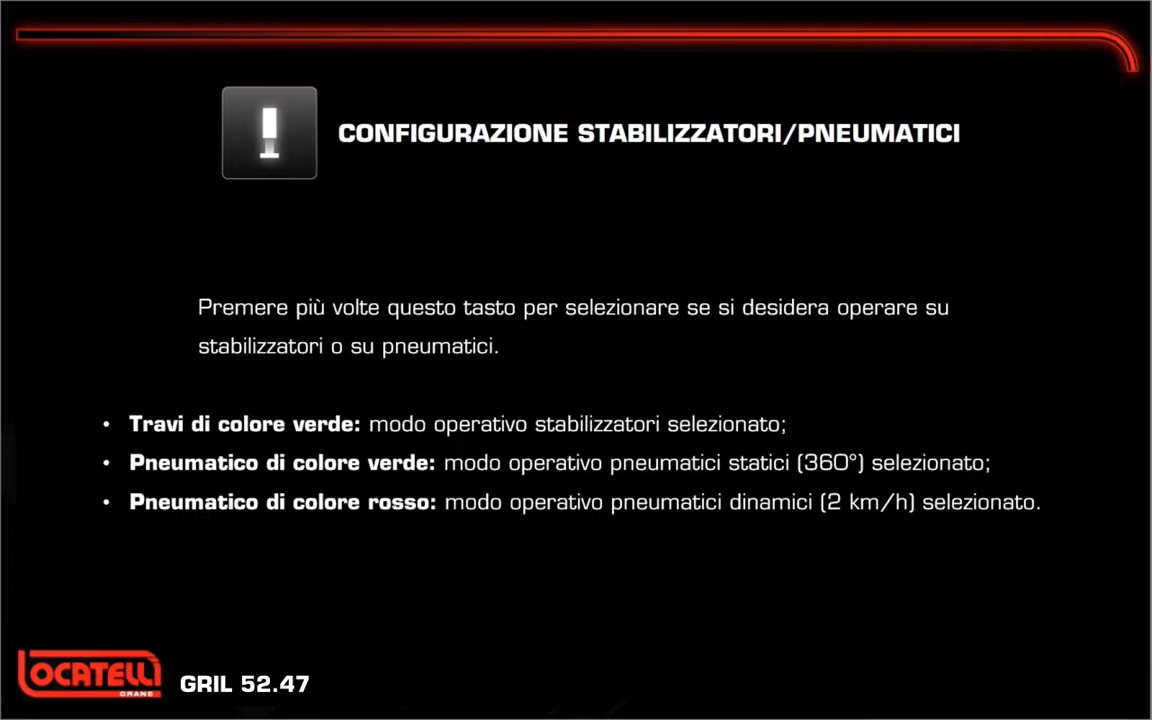 CONFIGURAZIONE STABILIZZATORI/PNEUMATICI
Premere più volte questo tasto per selezionare se si desidera operare su
stabilizzatori o su pneumatici.
• Travi di colore verde: modo operativo stabilizzatori selezionato;
• Pneumatico di colore verde: modo operativo pneumatici statici (360°) selezionato;
• Pneumatico di colore rosso: modo operativo pneumatici dinamici (2 km/h) selezionato.
LOCATELLI
CRANE
GRIL 52.47